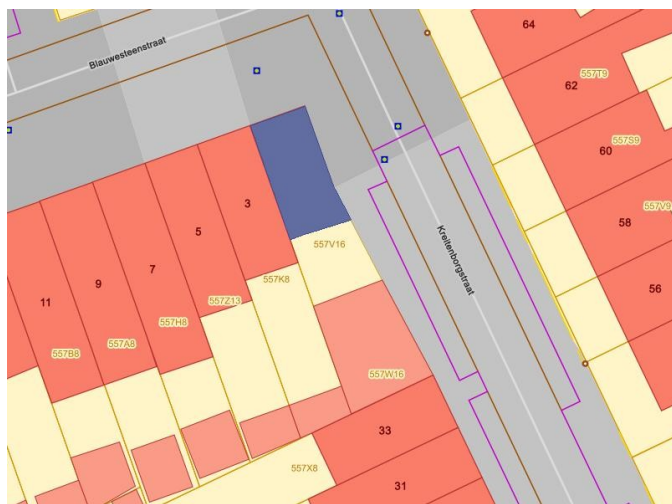 64
Blauwesteenstraat
62
557T9
557S9
60
3
5
557V9
58
7
557V16
9
Kreitenborgstraat
557K8
56
11
557Z13
557H8
557A8
557B8
557W16
33
557X8
31